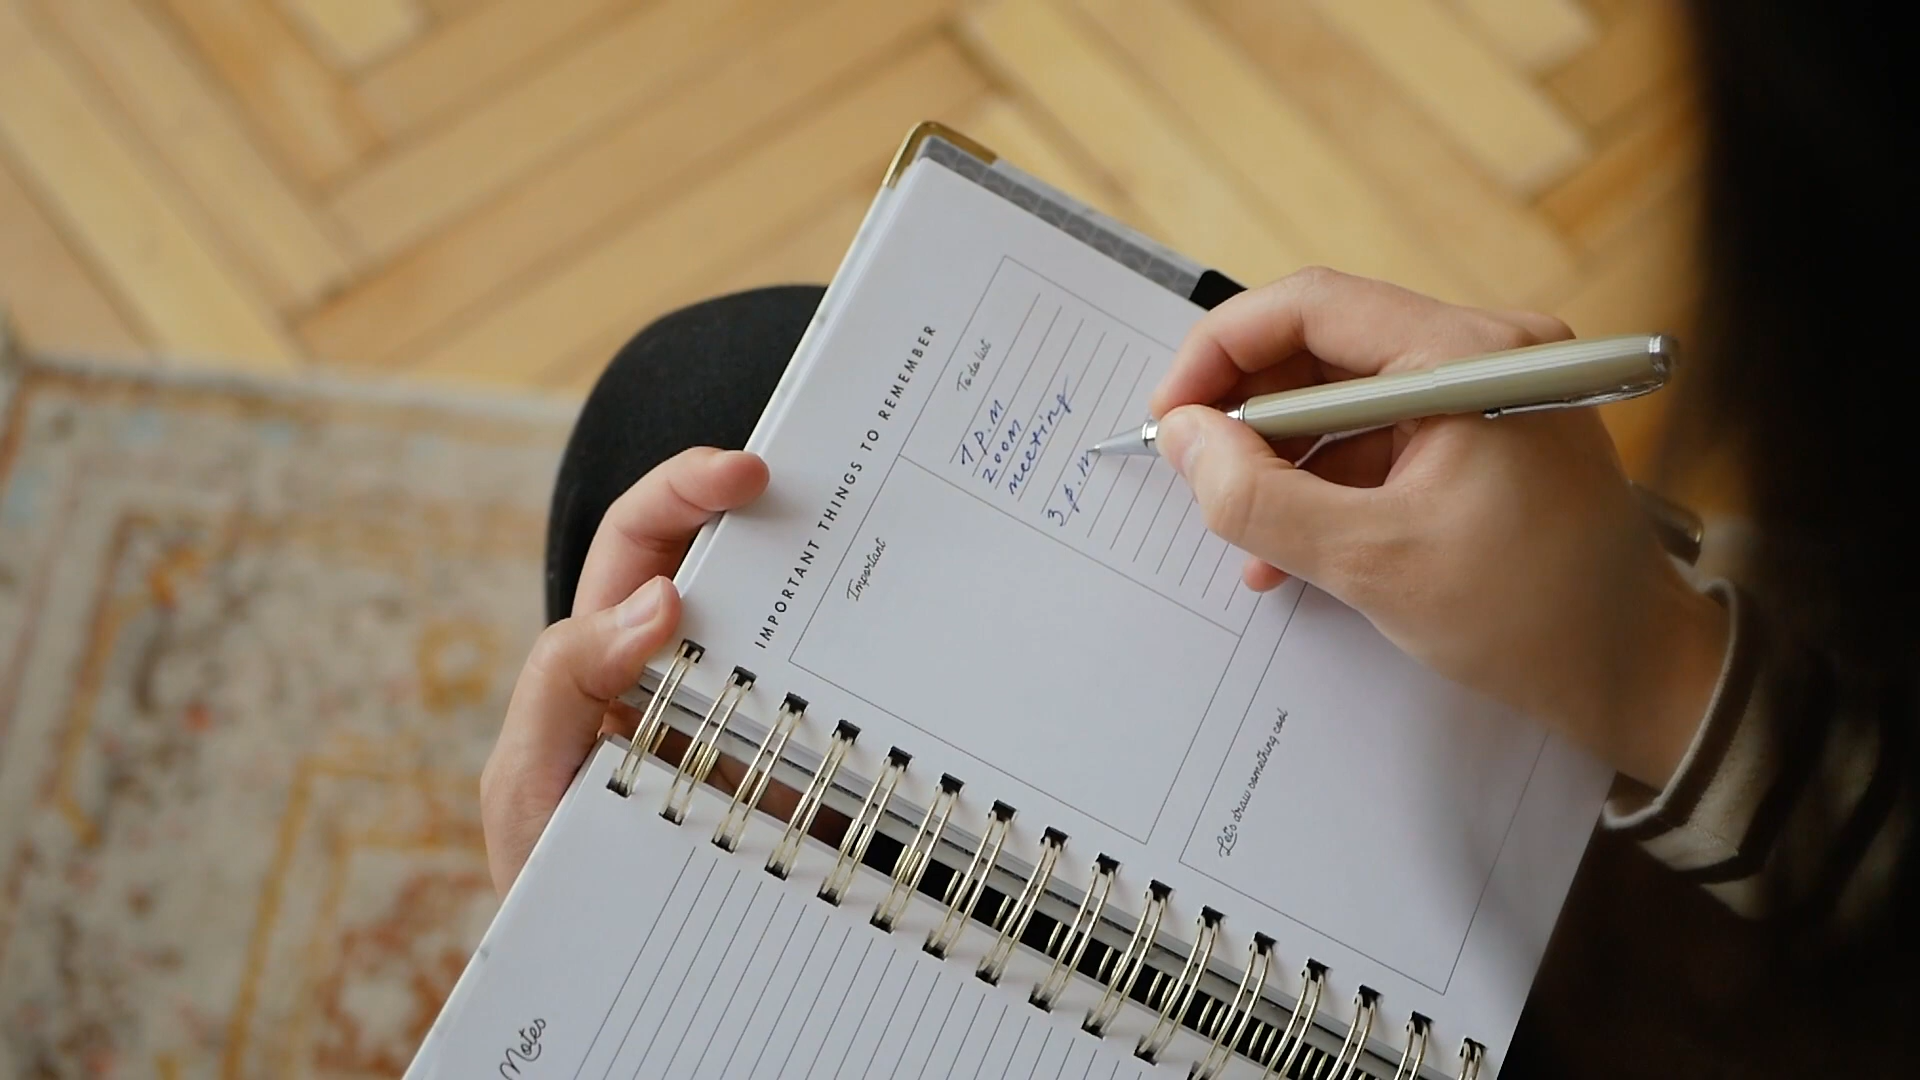 IMPORTANT THINGS TO REMEMBER
To do list
1 p.m
zoom
meeting
3 p.m
Important
Let's draw something cool
Notes